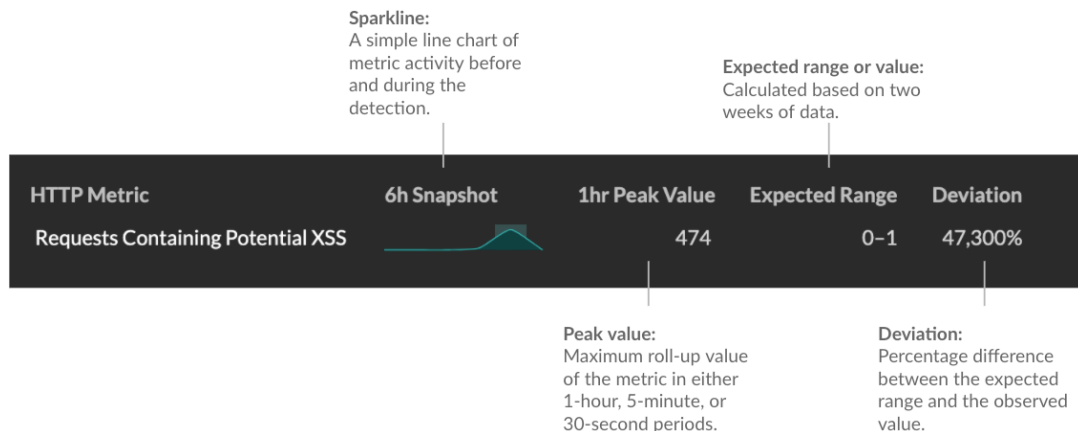 Sparkline:
A simple line chart of
metric activity before
and during the
detection.
Expected range or value:
Calculated based on two
weeks of data.
HTTP Metric 6h Snapshot 1hr Peak Value Expected Range Deviation
Requests Containing Potential XSS 474 0–1 47,300%
Peak value:
Maximum roll-up value
of the metric in either
1-hour, 5-minute, or
30-second periods.
Deviation:
Percentage difference
between the expected
range and the observed
value.